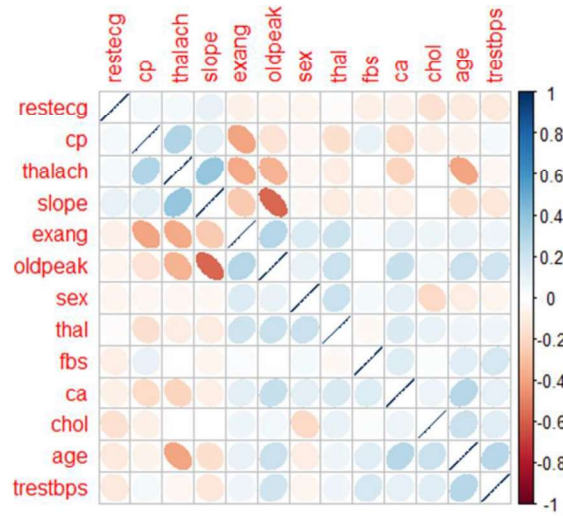 restecg
cp
thalach
slope
exang
oldpeak
sex
thal
fbs
ca
chol
age
trestbps
restecg
cp
thalach
slope
exang
oldpeak
sex
thal
fbs
ca
chol
age
trestbps
1
0.8
0.6
0.4
0.2
0
-0.2
-0.4
-0.6
-0.8
-1